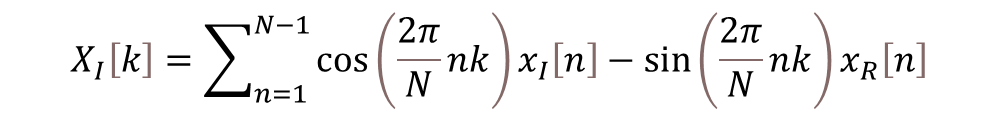 X_I[k] = ∑_{n=1}^{N−1} cos(2π/N nk) x_I[n] − sin(2π/N nk) x_R[n]